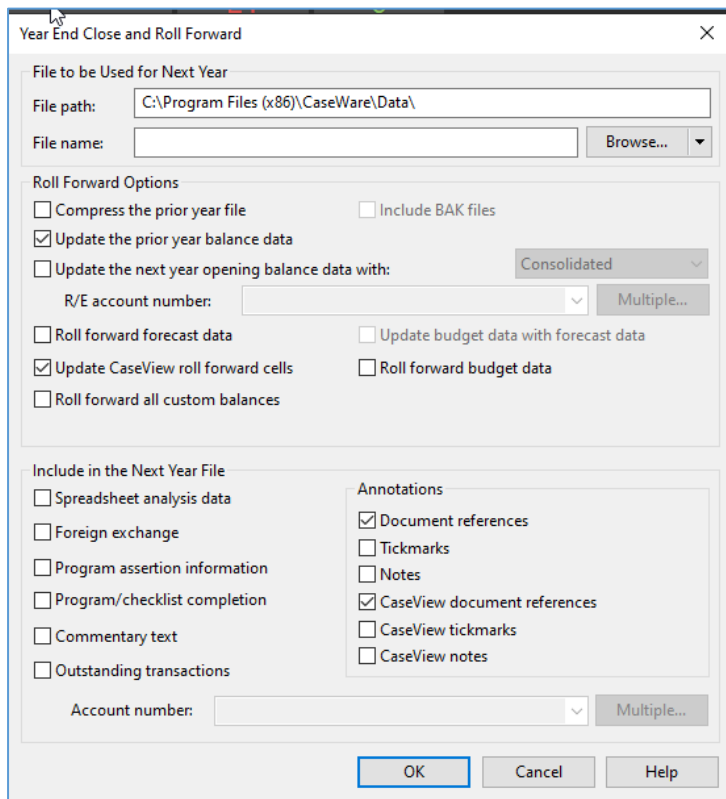 Year End Close and Roll Forward
File to be Used for Next Year
File path: C:\Program Files (x86)\CaseWare\Data\
File name: Browse...
Roll Forward Options
Compress the prior year file Include BAK files
Update the prior year balance data
Update the next year opening balance data with: Consolidated
R/E account number: Multiple...
Roll forward forecast data Update budget data with forecast data
Update CaseView roll forward cells Roll forward budget data
Roll forward all custom balances
Include in the Next Year File
Spreadsheet analysis data
Foreign exchange
Program assertion information
Program/checklist completion
Commentary text
Outstanding transactions
Annotations
Document references
Tickmarks
Notes
CaseView document references
CaseView tickmarks
CaseView notes
Account number: Multiple...
OK Cancel Help